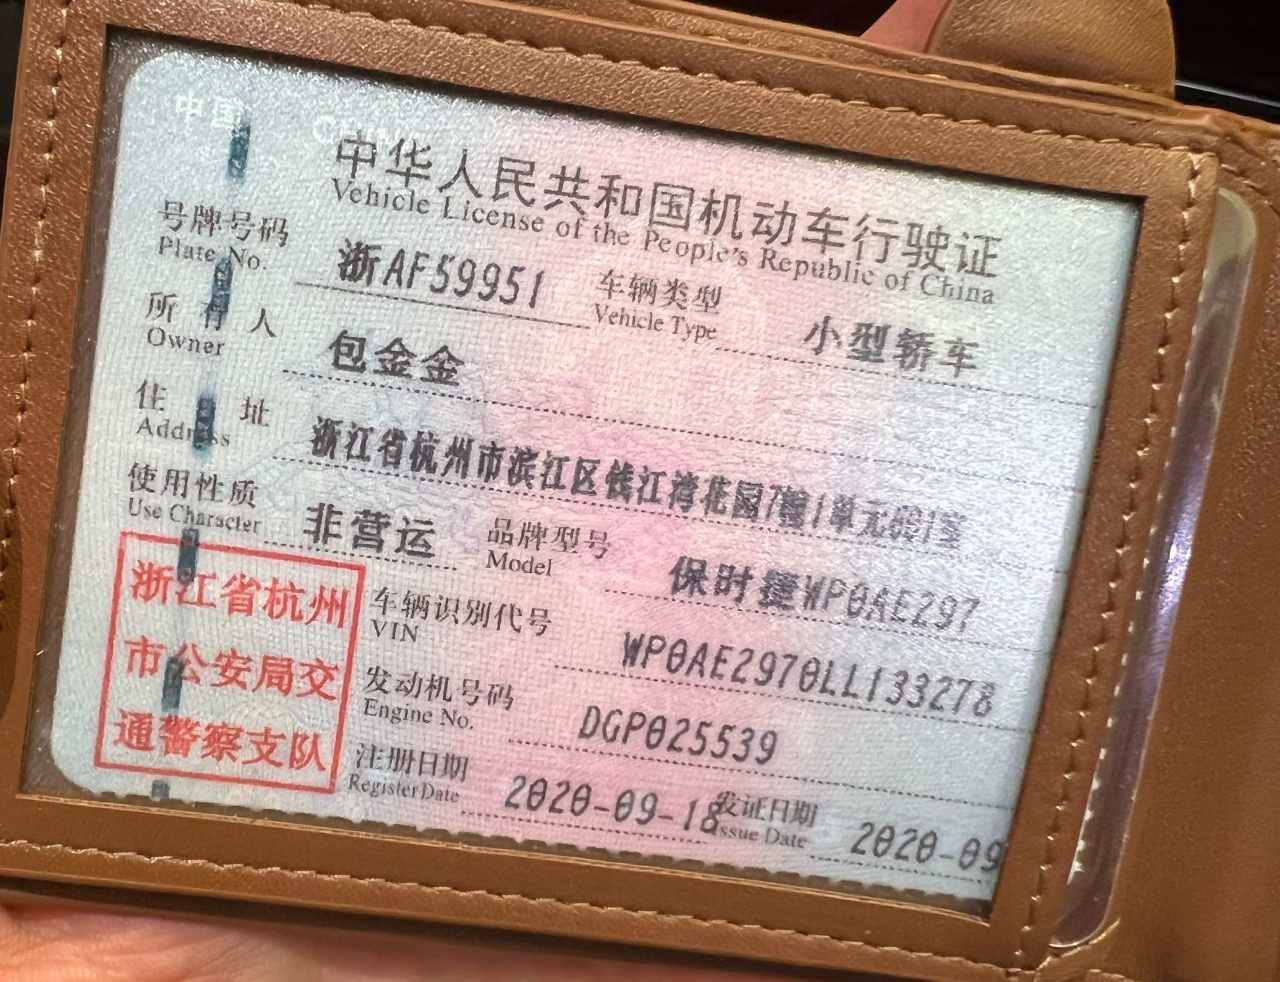 中国 CHINA
中华人民共和国机动车行驶证
Vehicle License of the People's Republic of China
号牌号码 浙AF59951 车辆类型 小型轿车
Plate No. Vehicle Type
所有人 包金金
Owner
住址 浙江省杭州市滨江区钱江湾花园7幢1单元 室
Address
使用性质 非营运 品牌型号 保时捷WP0AE297
Use Character Model
浙江省杭州
市公安局交
通警察支队
车辆识别代号 WP0AE2970LL133278
VIN
发动机号码 DGP025539
Engine No.
注册日期 2020-09-18 发证日期 2020-09
Register Date Issue Date